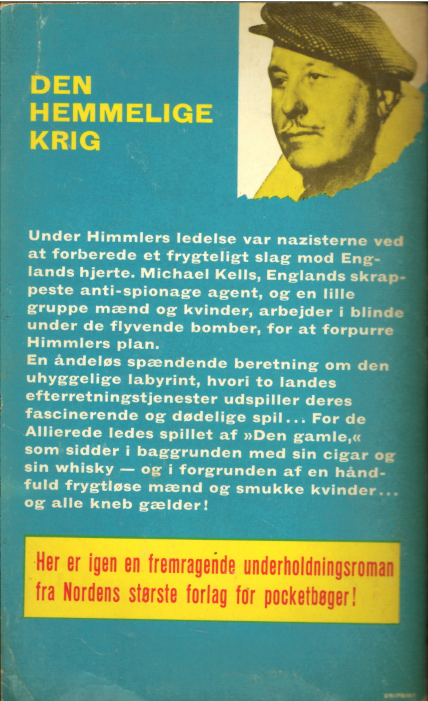 DEN
HEMMELIGE
KRIG
Under Himmlers ledelse var nazisterne ved
at forberede et frygteligt slag mod Eng-
lands hjerte. Michael Kells, Englands skrap-
peste anti-spionage agent, og en lille
gruppe mænd og kvinder, arbejder i blinde
under de flyvende bomber, for at forpurre
Himmlers plan.
En åndeløs spændende beretning om den
uhyggelige labyrint, hvori to landes
efterretningstjenester udspiller deres
fascinerende og dødelige spil... For de
Allierede ledes spillet af »Den gamle,«
som sidder i baggrunden med sin cigar og
sin whisky — og i forgrunden af en hånd-
fuld frygtløse mænd og smukke kvinder...
og alle kneb gælder!
Her er igen en fremragende underholdningsroman
fra Nordens største forlag for pocketbøger!